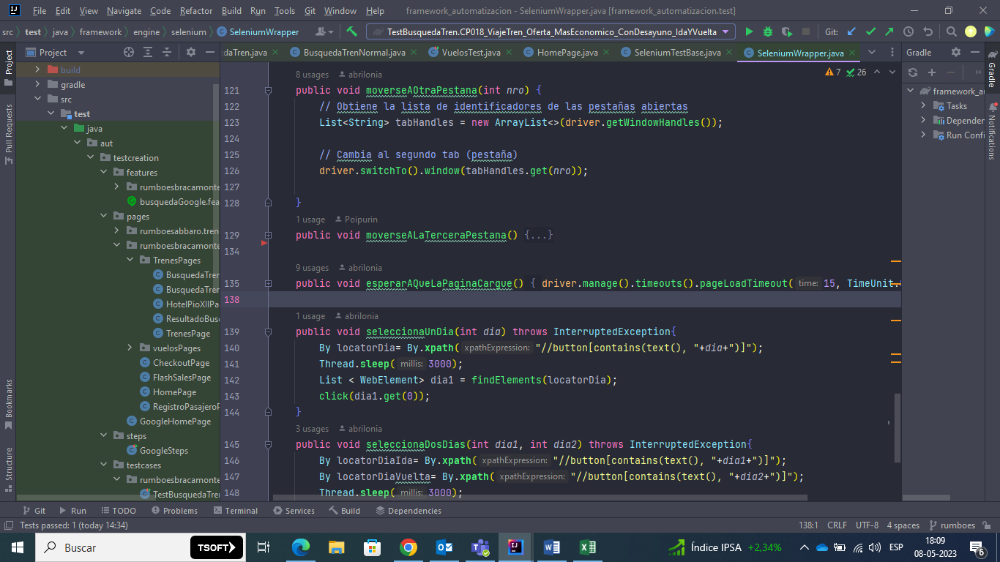 File Edit View Navigate Code Refactor Build Run Tools Git Window Help framework_automatizacion - SeleniumWrapper.java [framework_automatizacion.test]
src test java framework engine selenium SeleniumWrapper TestBusquedaTren.CP018_ViajeTren_Oferta_MasEconomico_ConDesayuno_IdaYVuelta Git:
Project daTren.java BusquedaTrenNormal.java VuelosTest.java HomePage.java SeleniumTestBase.java SeleniumWrapper.java Gradle
Project
Pull Requests
Bookmarks
Structure
build
gradle
src
test
java
aut
testcreation
features
rumboesbracamonte
busquedaGoogle.fea
pages
rumboesabbaro.tren
rumboesbracamonte
TrenesPages
BusquedaTren
BusquedaTren
HotelPioXIIPa
ResultadoBus
TrenesPage
vuelosPages
CheckoutPage
FlashSalesPage
HomePage
RegistroPasajeroP
GoogleHomePage
steps
GoogleSteps
testcases
rumboesbracamonte
TestBusquedaTren
8 usages abrilonia
7 26
121 public void moverseAOtraPestana(int nro) {
122 // Obtiene la lista de identificadores de las pestañas abiertas
123 List<String> tabHandles = new ArrayList<>(driver.getWindowHandles());
124
125 // Cambia al segundo tab (pestaña)
126 driver.switchTo().window(tabHandles.get(nro));
127
128 }
1 usage Poipurin
129 public void moverseALaTerceraPestana() {...}
134
9 usages abrilonia
135 public void esperarAQueLaPaginaCargue() { driver.manage().timeouts().pageLoadTimeout( time: 15, TimeUnit.
138
1 usage abrilonia
139 public void seleccionaUnDia(int dia) throws InterruptedException{
140 By locatorDia= By.xpath( xpathExpression: "//button[contains(text(), "+dia+")]");
141 Thread.sleep( millis: 3000);
142 List < WebElement> dia1 = findElements(locatorDia);
143 click(dia1.get(0));
144 }
3 usages abrilonia
145 public void seleccionaDosDias(int dia1, int dia2) throws InterruptedException{
146 By locatorDiaIda= By.xpath( xpathExpression: "//button[contains(text(), "+dia1+")]");
147 By locatorDiaVuelta= By.xpath( xpathExpression: "//button[contains(text(), "+dia2+")]");
148 Thread.sleep( millis: 3000);
framework_au
Tasks
Depender
Run Confi
Gradle
Notifications
Git Run TODO Problems Terminal Services Build Dependencies
Tests passed: 1 (today 14:34) 138:1 CRLF UTF-8 4 spaces rumboes
Buscar TSOFT Índice IPSA +2,34% ESP 18:09
08-05-2023 6